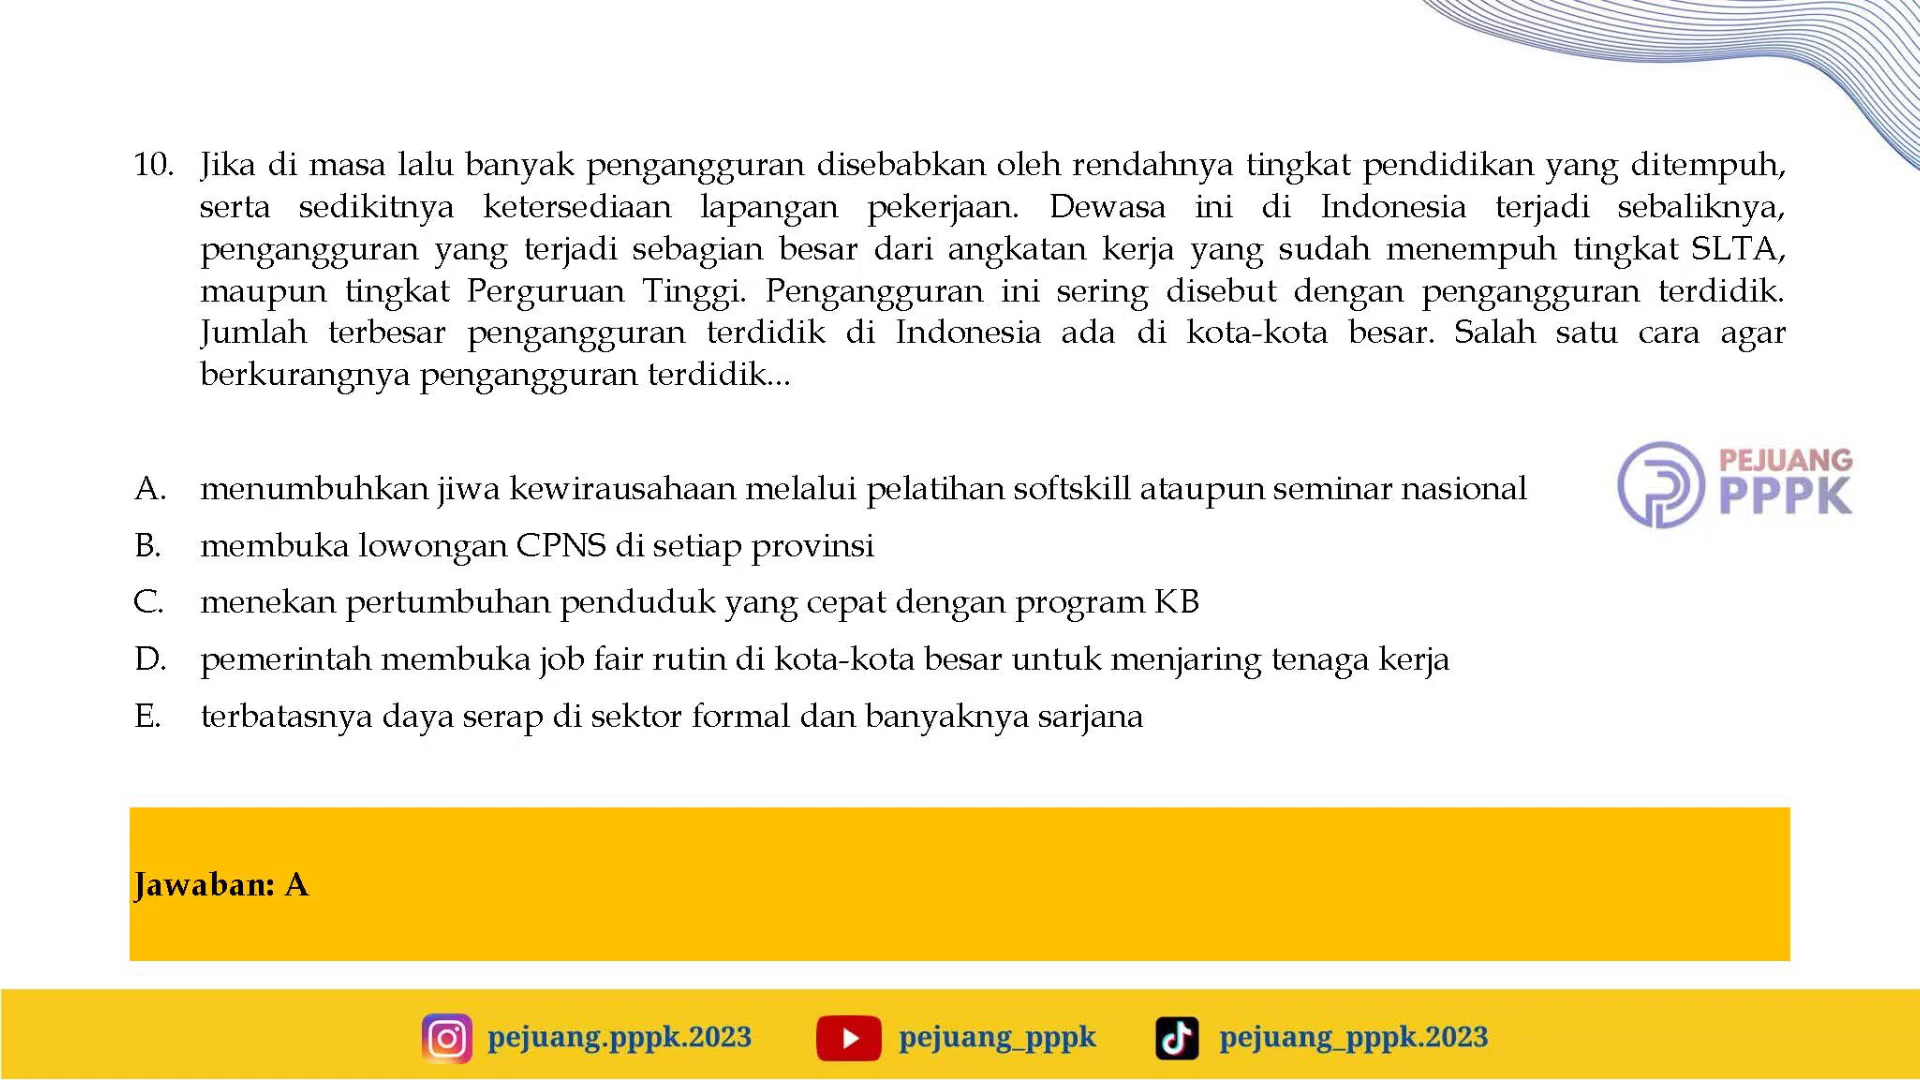 10. Jika di masa lalu banyak pengangguran disebabkan oleh rendahnya tingkat pendidikan yang ditempuh,
serta sedikitnya ketersediaan lapangan pekerjaan. Dewasa ini di Indonesia terjadi sebaliknya,
pengangguran yang terjadi sebagian besar dari angkatan kerja yang sudah menempuh tingkat SLTA,
maupun tingkat Perguruan Tinggi. Pengangguran ini sering disebut dengan pengangguran terdidik.
Jumlah terbesar pengangguran terdidik di Indonesia ada di kota-kota besar. Salah satu cara agar
berkurangnya pengangguran terdidik...
A. menumbuhkan jiwa kewirausahaan melalui pelatihan softskill ataupun seminar nasional
B. membuka lowongan CPNS di setiap provinsi
C. menekan pertumbuhan penduduk yang cepat dengan program KB
D. pemerintah membuka job fair rutin di kota-kota besar untuk menjaring tenaga kerja
E. terbatasnya daya serap di sektor formal dan banyaknya sarjana
PEJUANG
PPPK
Jawaban: A
pejuang.pppk.2023 pejuang_pppk pejuang_pppk.2023